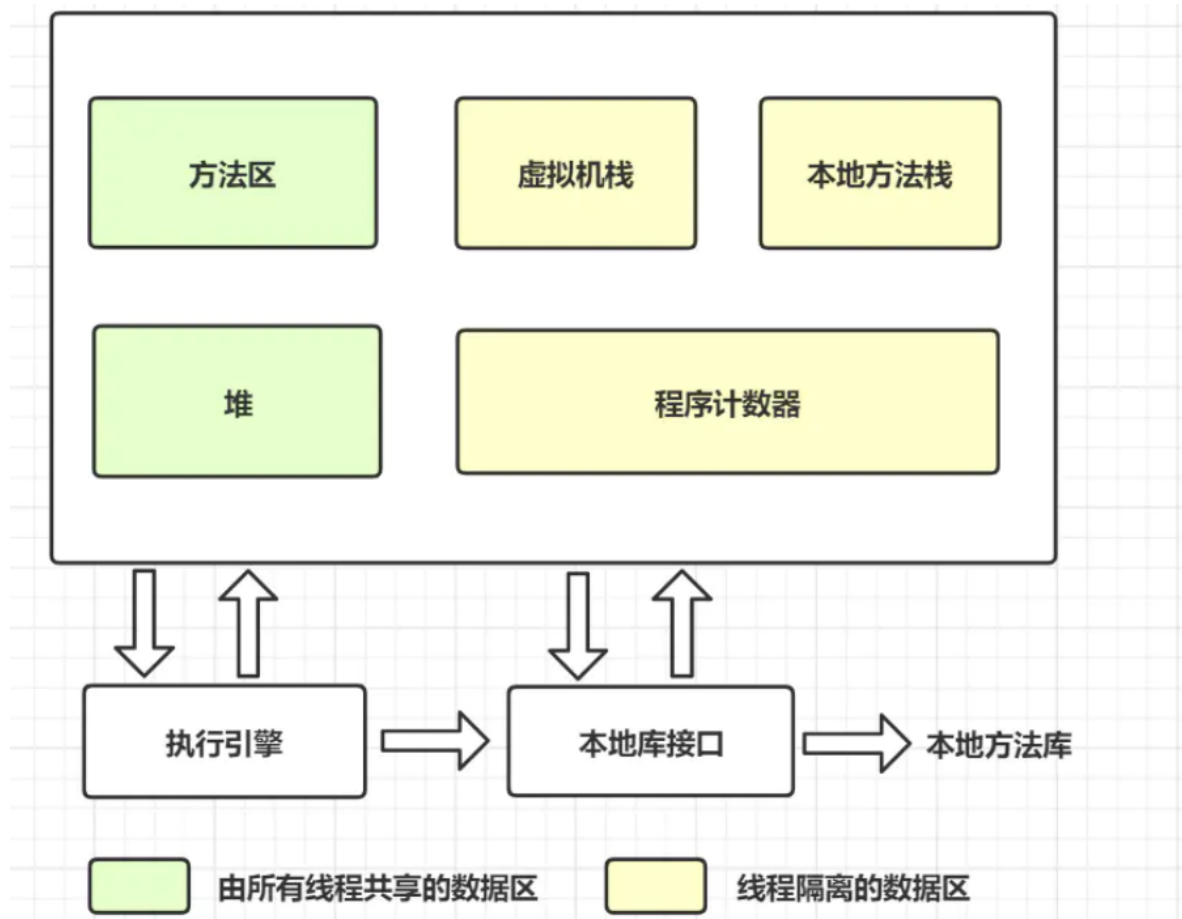 方法区
虚拟机栈
本地方法栈
堆
程序计数器
执行引擎
本地库接口
本地方法库
由所有线程共享的数据区
线程隔离的数据区